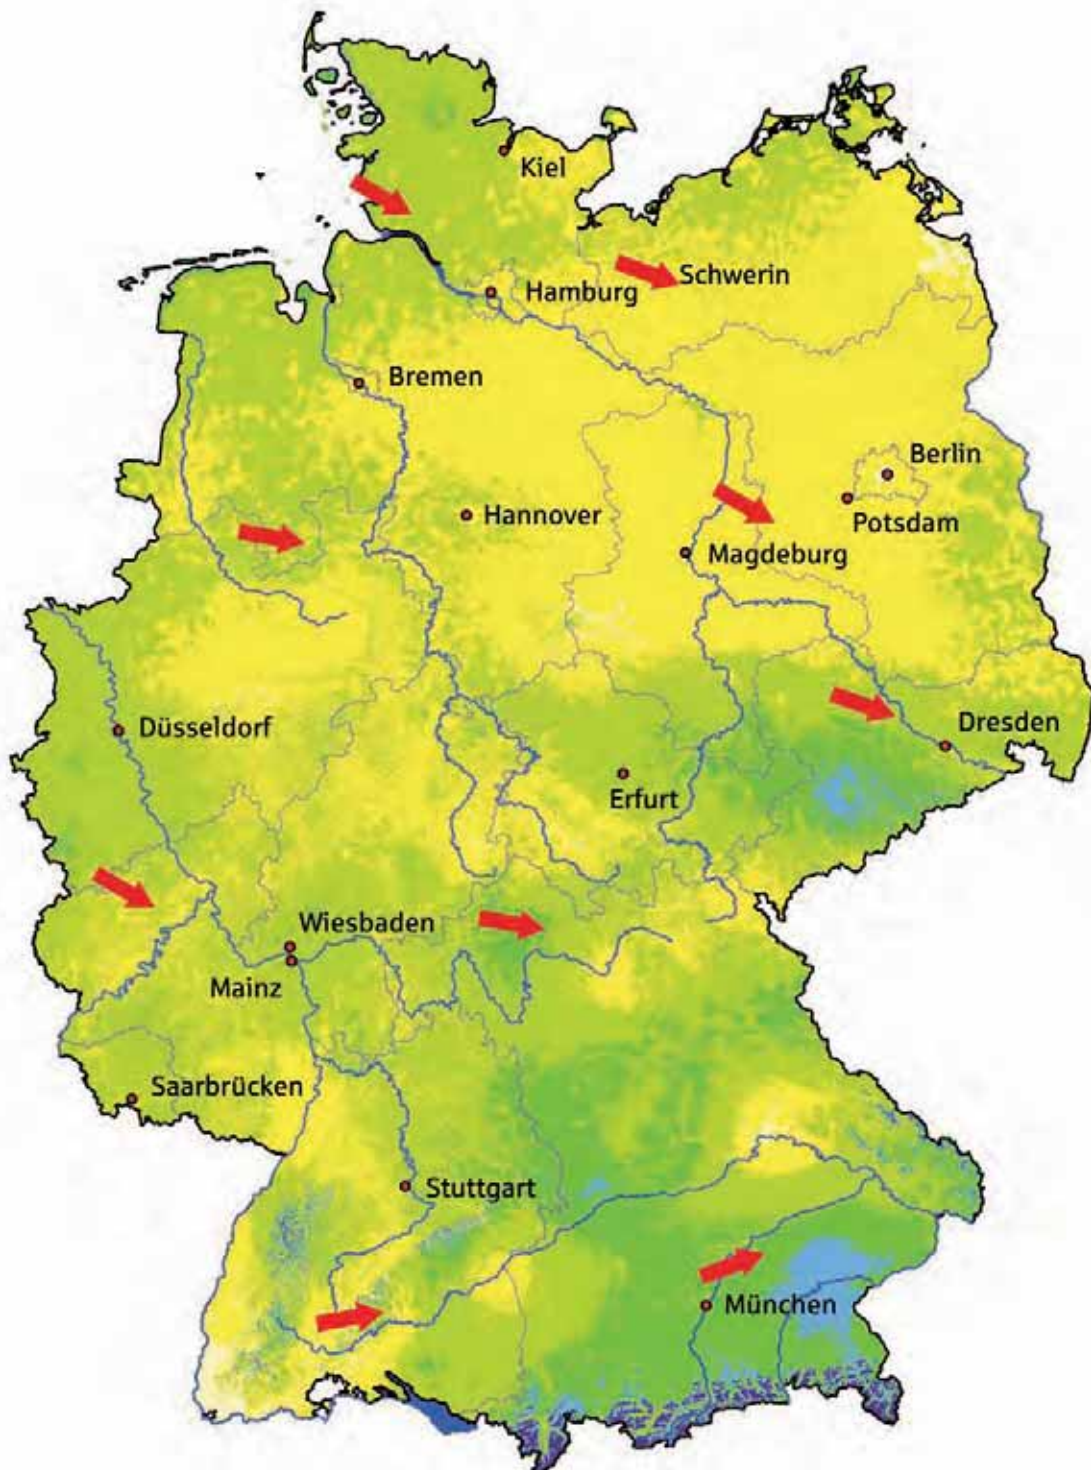 Kiel
Schwerin
Hamburg
Bremen
Berlin
Hannover
Potsdam
Magdeburg
Düsseldorf
Dresden
Erfurt
Wiesbaden
Mainz
Saarbrücken
Stuttgart
München